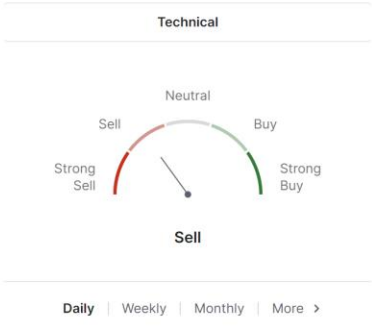 Technical
Neutral
Sell
Buy
Strong
Sell
Strong
Buy
Sell
Daily Weekly Monthly More >